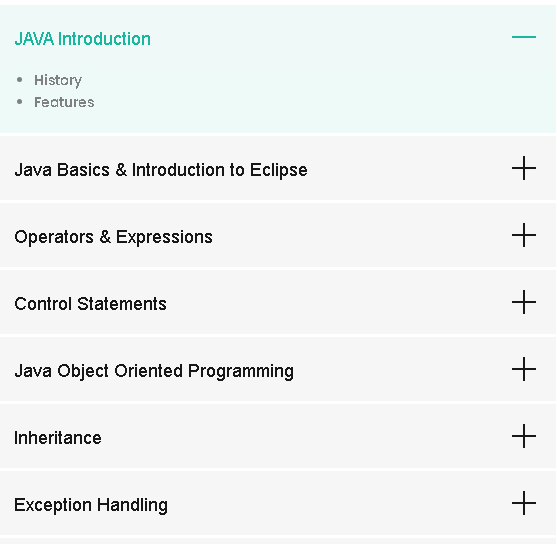 JAVA Introduction
History
Features
Java Basics & Introduction to Eclipse
Operators & Expressions
Control Statements
Java Object Oriented Programming
Inheritance
Exception Handling